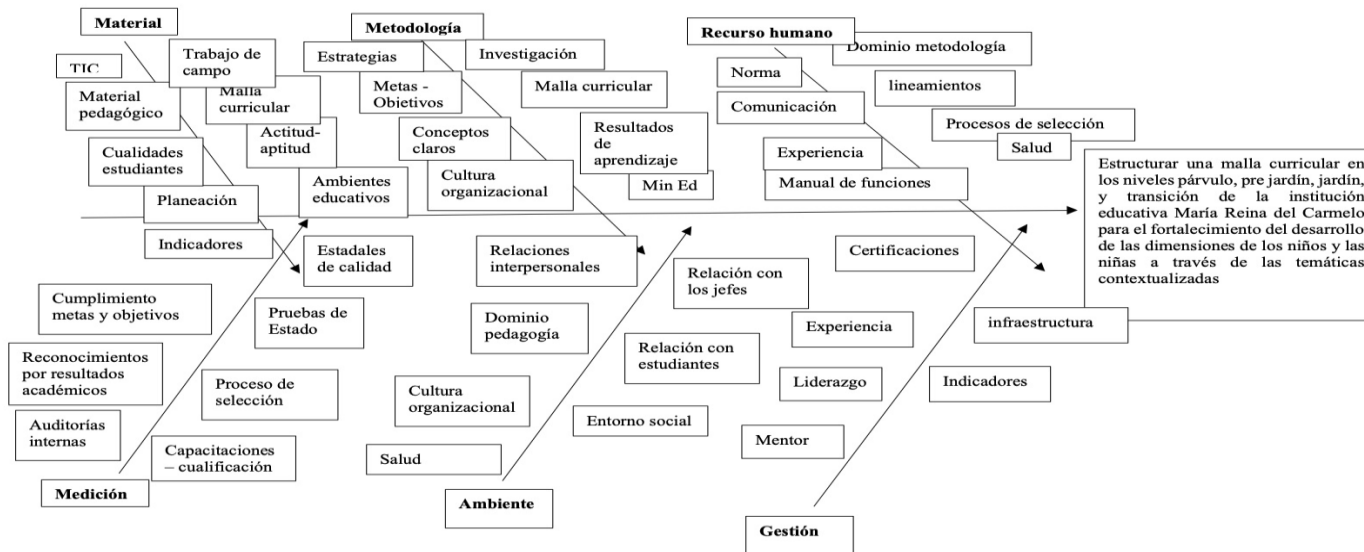 Material
Metodología
Recurso humano
TIC
Trabajo de
campo
Material
pedagógico
Malla
curricular
Actitud-
aptitud
Cualidades
estudiantes
Planeación
Ambientes
educativos
Indicadores
Estrategias
Investigación
Metas -
Objetivos
Malla curricular
Conceptos
claros
Resultados
de
aprendizaje
Cultura
organizacional
Min Ed
Dominio metodología
Norma
lineamientos
Comunicación
Procesos de selección
Experiencia
Salud
Manual de funciones
Estructurar una malla curricular en
los niveles párvulo, pre jardín, jardín,
y transición de la institución
educativa María Reina del Carmelo
para el fortalecimiento del desarrollo
de las dimensiones de los niños y las
niñas a través de las temáticas
contextualizadas
Estadales
de calidad
Cumplimiento
metas y objetivos
Pruebas de
Estado
Reconocimientos
por resultados
académicos
Proceso de
selección
Auditorías
internas
Capacitaciones
– cualificación
Medición
Relaciones
interpersonales
Relación con
los jefes
Dominio
pedagogía
Relación con
estudiantes
Cultura
organizacional
Entorno social
Salud
Ambiente
Certificaciones
infraestructura
Experiencia
Liderazgo
Indicadores
Mentor
Gestión